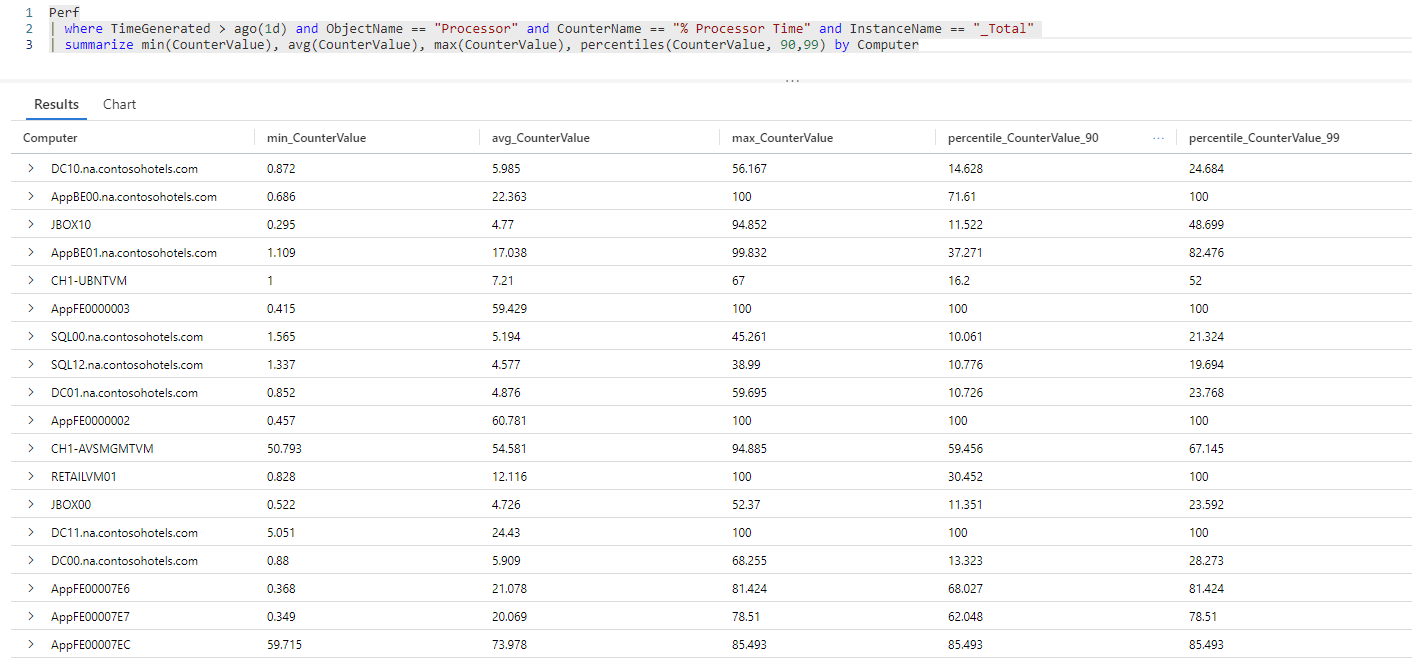 1 Perf
2 | where TimeGenerated > ago(1d) and ObjectName == "Processor" and CounterName == "% Processor Time" and InstanceName == "_Total"
3 | summarize min(CounterValue), avg(CounterValue), max(CounterValue), percentiles(CounterValue, 90,99) by Computer
...
Results Chart
Computer min_CounterValue avg_CounterValue max_CounterValue percentile_CounterValue_90 ... percentile_CounterValue_99
> DC10.na.contosohotels.com 0.872 5.985 56.167 14.628 24.684
> AppBE00.na.contosohotels.com 0.686 22.363 100 71.61 100
> JBOX10 0.295 4.77 94.852 11.522 48.699
> AppBE01.na.contosohotels.com 1.109 17.038 99.832 37.271 82.476
> CH1-UBNTVM 1 7.21 67 16.2 52
> AppFE0000003 0.415 59.429 100 100 100
> SQL00.na.contosohotels.com 1.565 5.194 45.261 10.061 21.324
> SQL12.na.contosohotels.com 1.337 4.577 38.99 10.776 19.694
> DC01.na.contosohotels.com 0.852 4.876 59.695 10.726 23.768
> AppFE0000002 0.457 60.781 100 100 100
> CH1-AVSMGMTVM 50.793 54.581 94.885 59.456 67.145
> RETAILVM01 0.828 12.116 100 30.452 100
> JBOX00 0.522 4.726 52.37 11.351 23.592
> DC11.na.contosohotels.com 5.051 24.43 100 100 100
> DC00.na.contosohotels.com 0.88 5.909 68.255 13.323 28.273
> AppFE00007E6 0.368 21.078 81.424 68.027 81.424
> AppFE00007E7 0.349 20.069 78.51 62.048 78.51
> AppFE00007EC 59.715 73.978 85.493 85.493 85.493